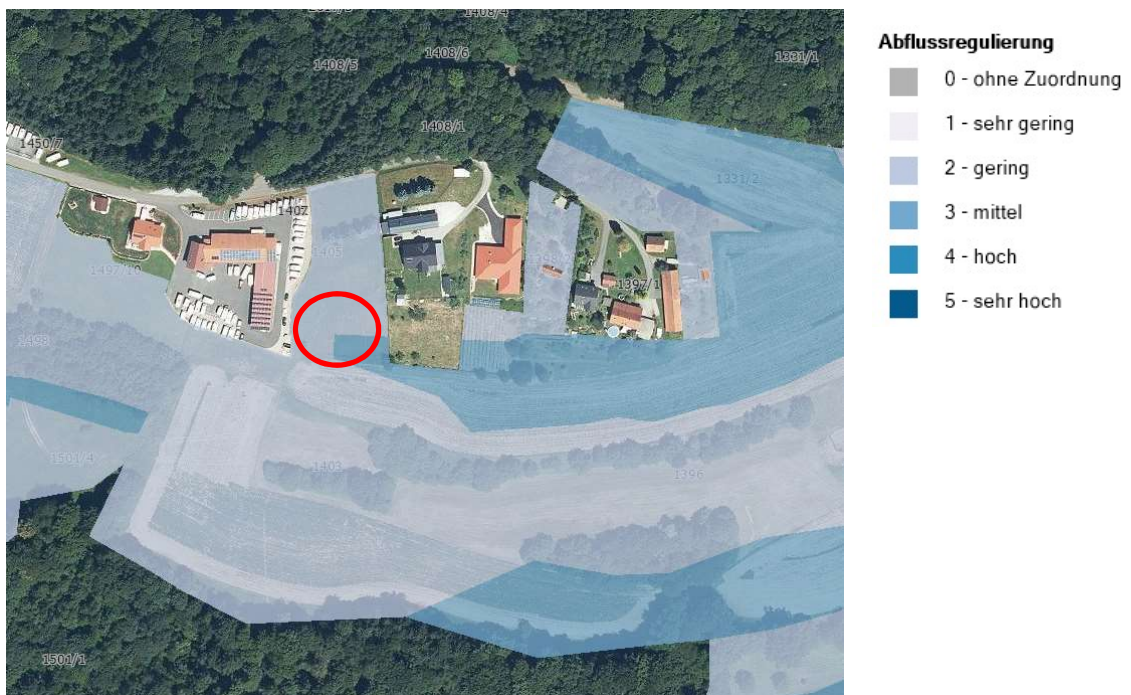 1408/4
1408/6
1408/5
1331/1
1408/1
1450/7
1331/2
1407
1405
1397/1
1498
1501/4
1403
1396
1501/1
Abflussregulierung
0 - ohne Zuordnung
1 - sehr gering
2 - gering
3 - mittel
4 - hoch
5 - sehr hoch